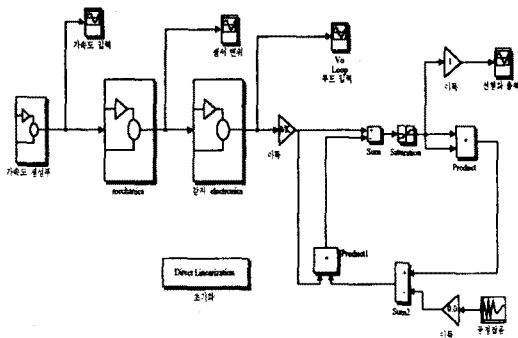 가속도 입력
센서 변위
Vo
Loop
루드 입력
이득
선형화 출력
가속도 생성부
mechanics
감지 electronics
K
이득
Sum
Saturation
Product
1
Product1
Direct Linearization
초기화
Sum2
이득